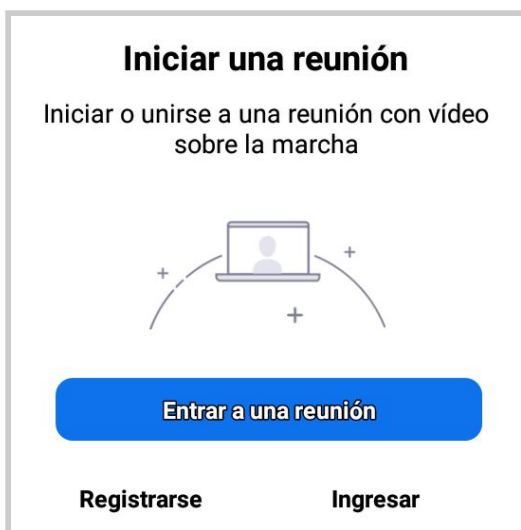 Iniciar una reunión
Iniciar o unirse a una reunión con vídeo
sobre la marcha
Entrar a una reunión
Registrarse Ingresar